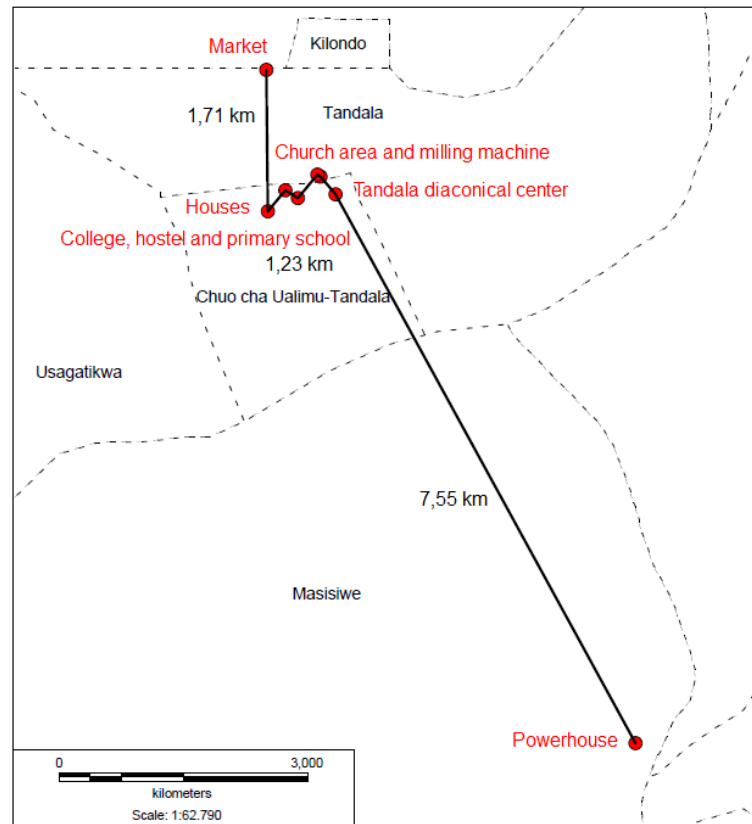 Market
Kilondo
1,71 km
Tandala
Church area and milling machine
Tandala diaconical center
Houses
College, hostel and primary school
1,23 km
Chuo cha Ualimu-Tandala
Usagatikwa
7,55 km
Masisiwe
Powerhouse
0 3,000
kilometers
Scale: 1:62.790